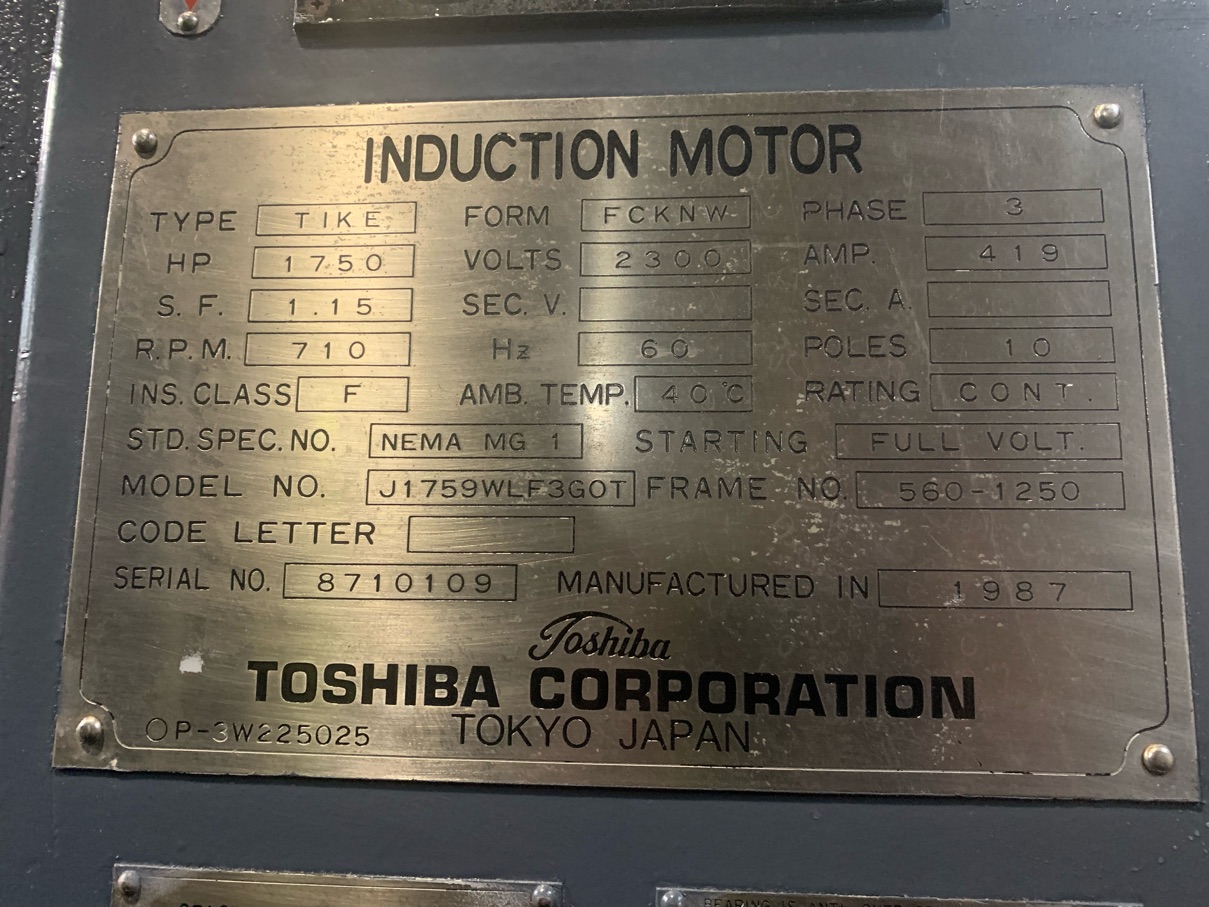 INDUCTION MOTOR
TYPE TIKE FORM FCKNW PHASE 3
HP 1750 VOLTS 2300 AMP. 419
S. F. 1.15 SEC. V. SEC. A.
R.P.M. 710 Hz 60 POLES 10
INS. CLASS F AMB. TEMP. 40℃ RATING CONT.
STD. SPEC. NO. NEMA MG 1 STARTING FULL VOLT.
MODEL NO. J1759WLF3GOT FRAME NO. 560-1250
CODE LETTER
SERIAL NO. 8710109 MANUFACTURED IN 1987
Toshiba
TOSHIBA CORPORATION
OP-3W225025 TOKYO JAPAN
BEARING IS